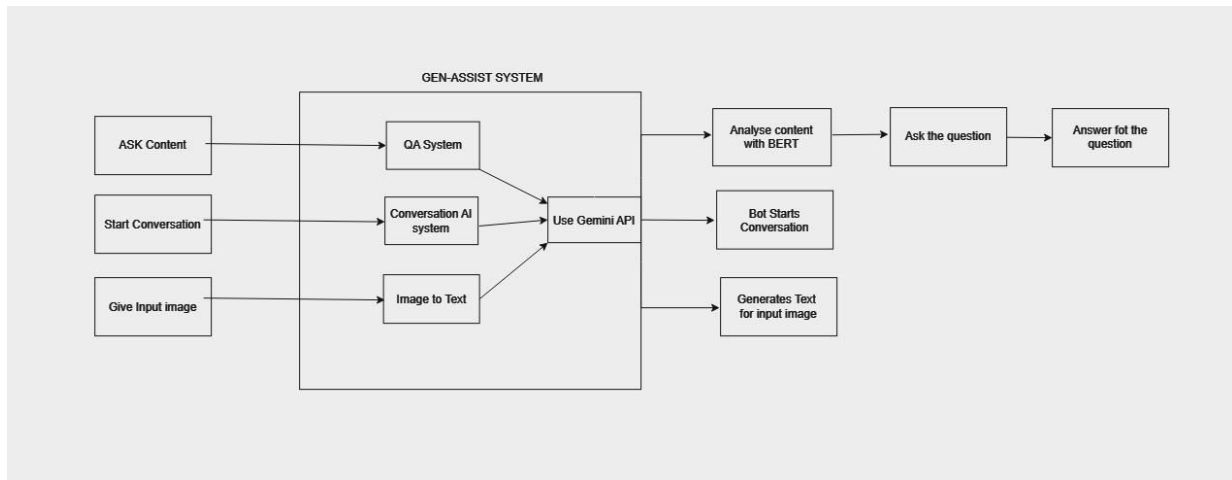 GEN-ASSIST SYSTEM
ASK Content
QA System
Analyse content
with BERT
Ask the question
Answer fot the
question
Start Conversation
Conversation AI
system
Use Gemini API
Bot Starts
Conversation
Give Input image
Image to Text
Generates Text
for input image